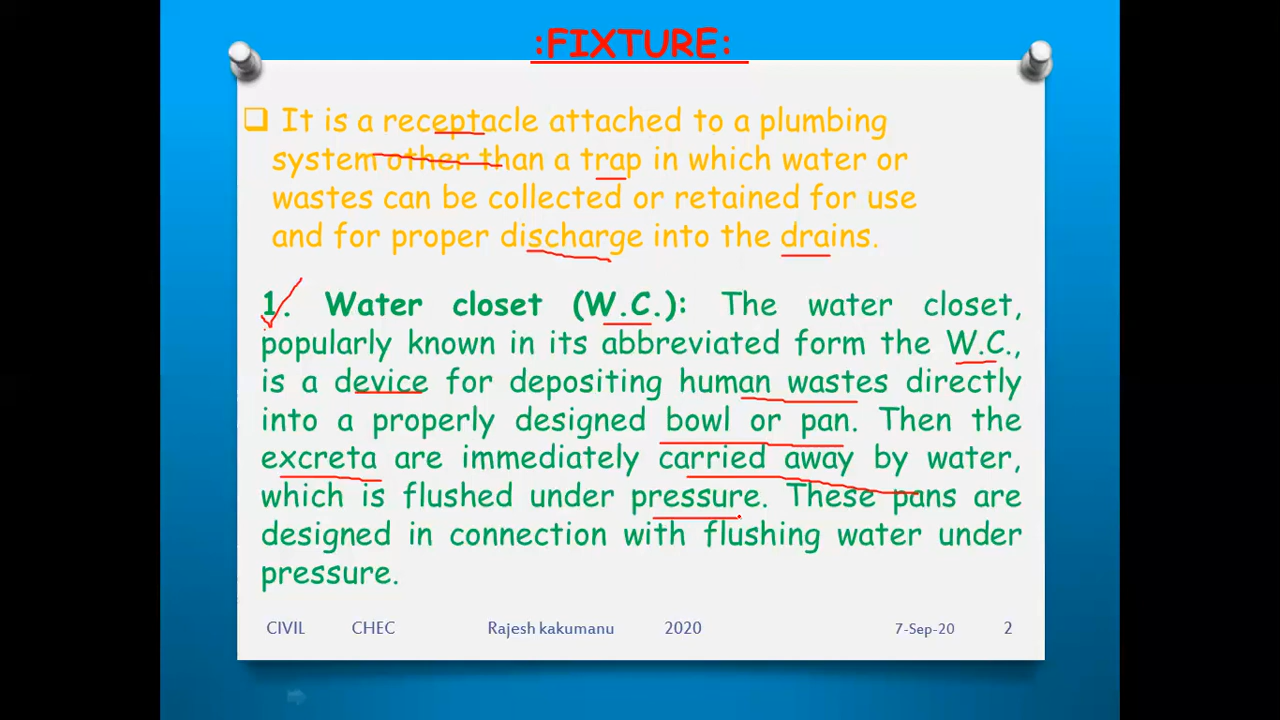 :FIXTURE:
❑ It is a receptacle attached to a plumbing
system other than a trap in which water or
wastes can be collected or retained for use
and for proper discharge into the drains.
1. Water closet (W.C.): The water closet,
popularly known in its abbreviated form the W.C.,
is a device for depositing human wastes directly
into a properly designed bowl or pan. Then the
excreta are immediately carried away by water,
which is flushed under pressure. These pans are
designed in connection with flushing water under
pressure.
CIVIL CHEC Rajesh kakumanu 2020 7-Sep-20 2